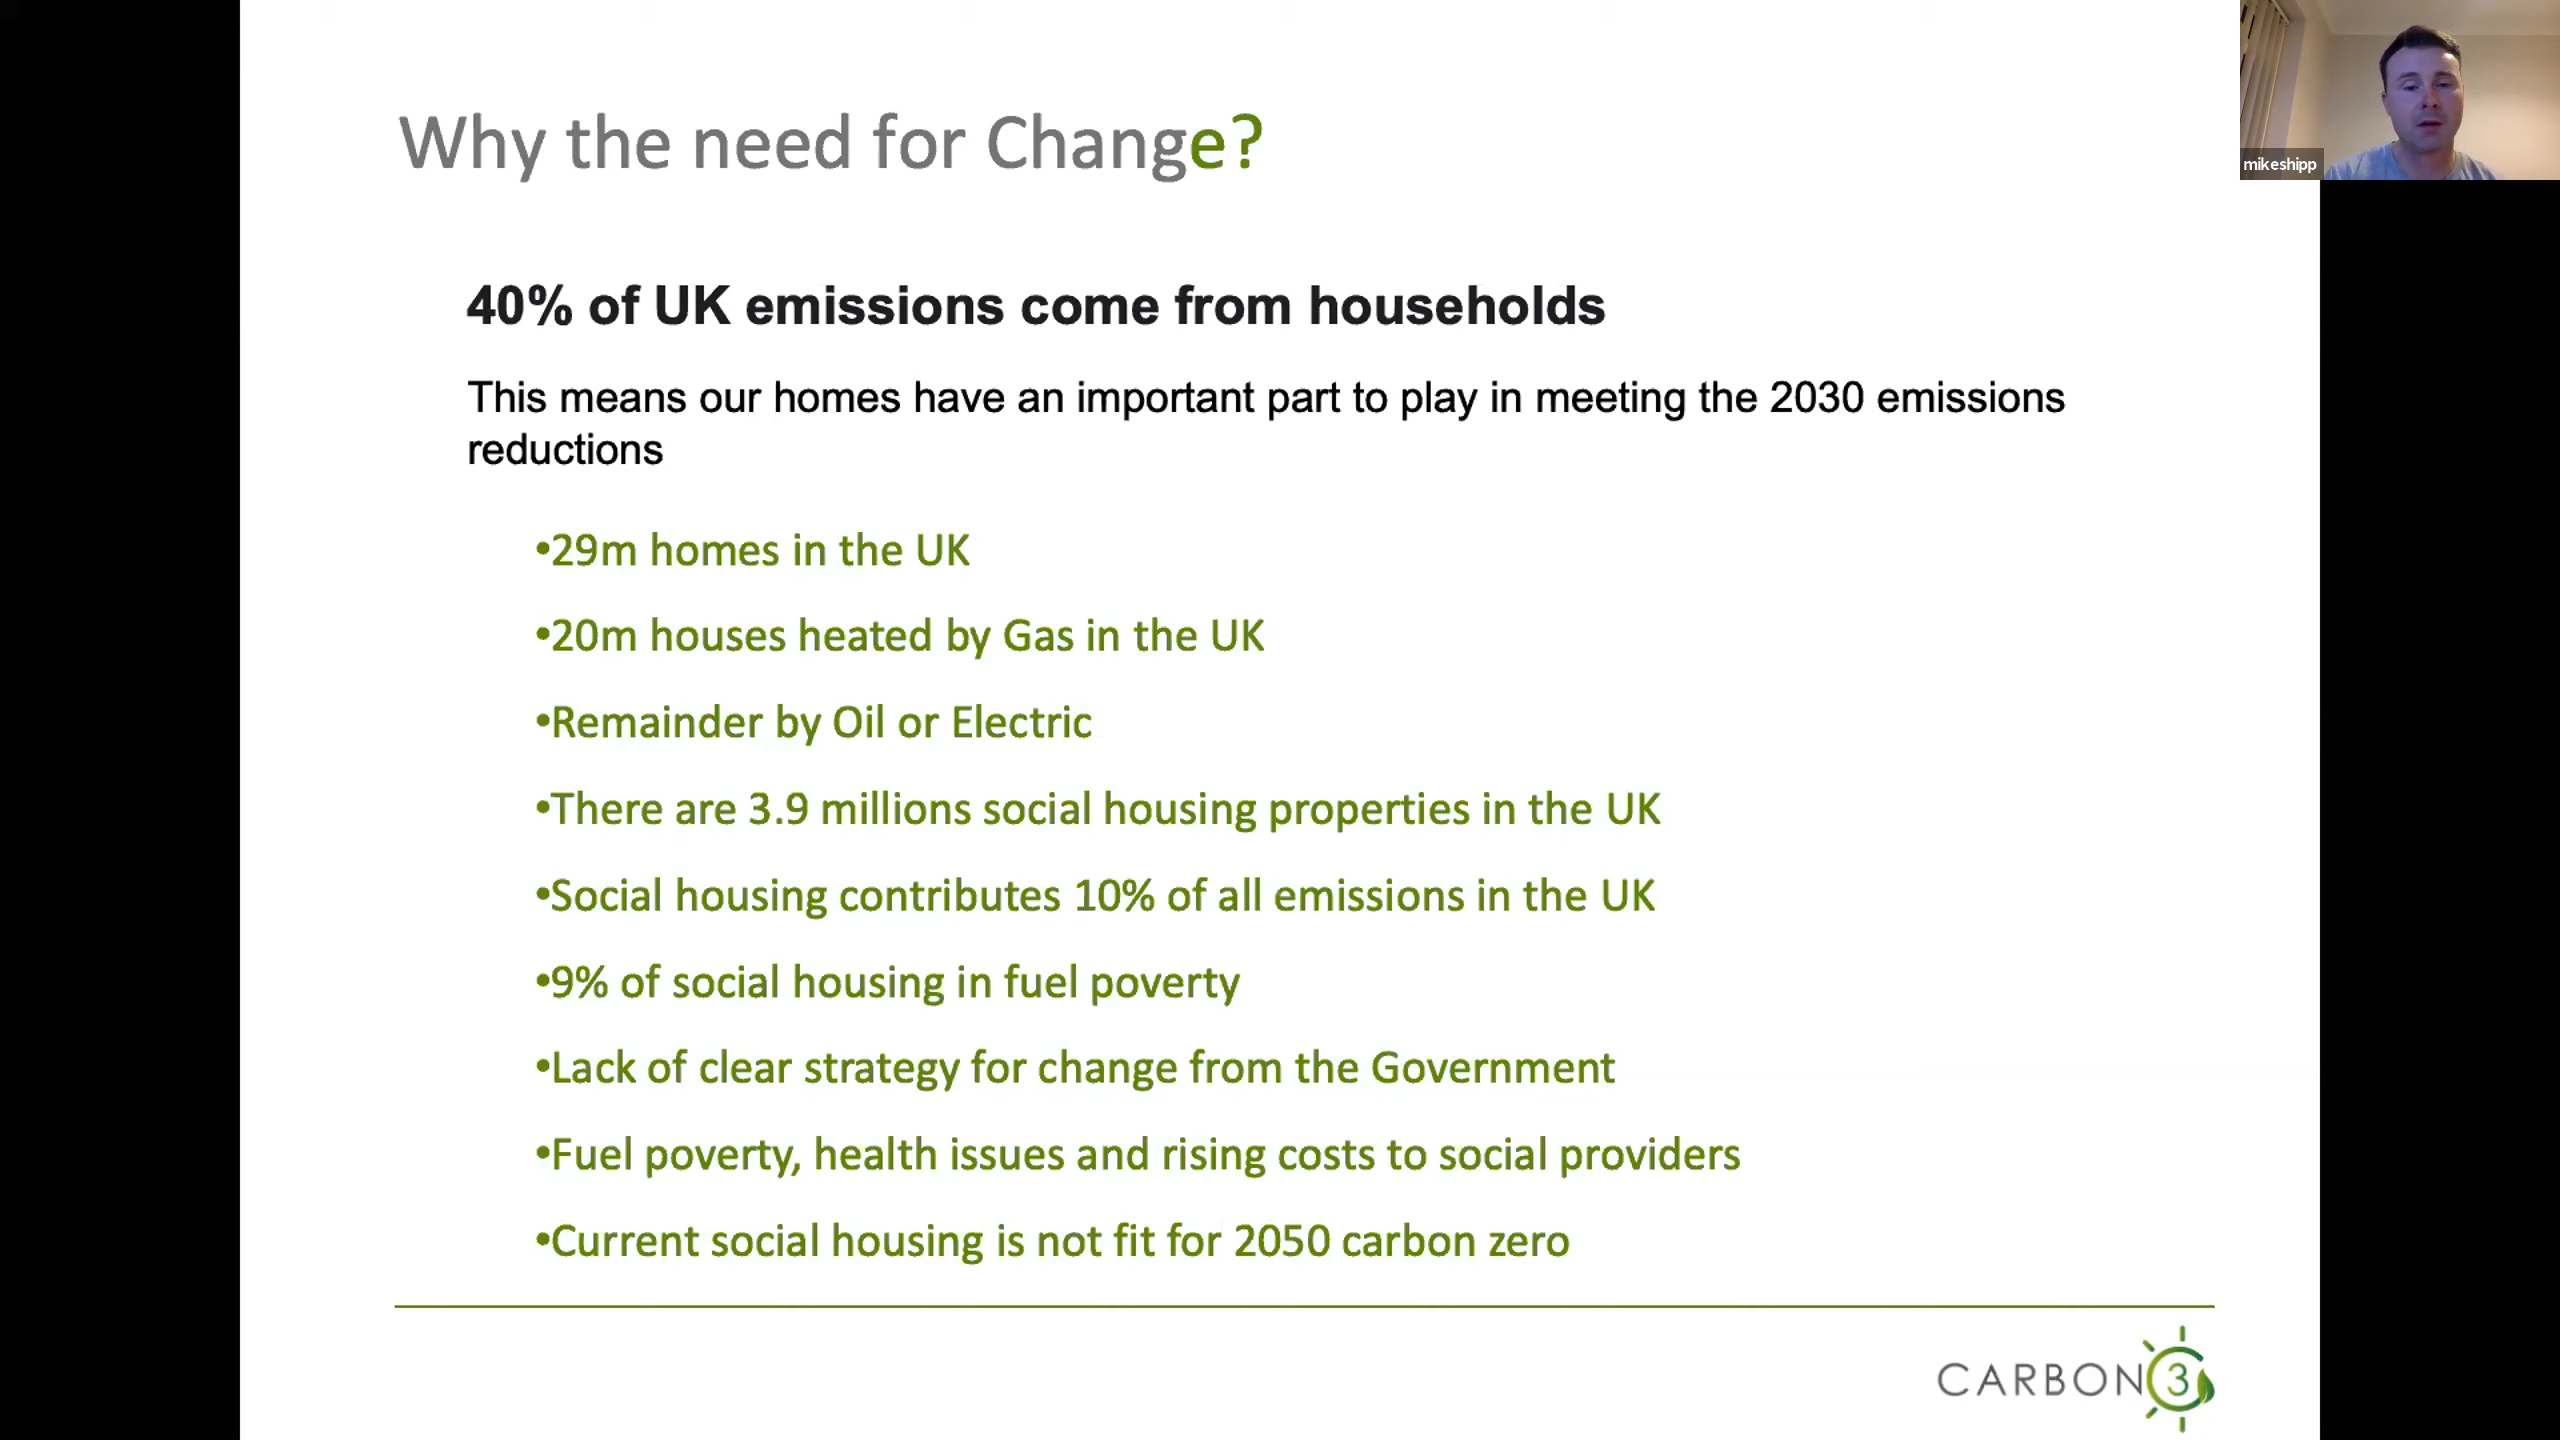 Why the need for Change?
mikeshipp
40% of UK emissions come from households
This means our homes have an important part to play in meeting the 2030 emissions
reductions
•29m homes in the UK
•20m houses heated by Gas in the UK
•Remainder by Oil or Electric
•There are 3.9 millions social housing properties in the UK
•Social housing contributes 10% of all emissions in the UK
•9% of social housing in fuel poverty
•Lack of clear strategy for change from the Government
•Fuel poverty, health issues and rising costs to social providers
•Current social housing is not fit for 2050 carbon zero
CARBON 3